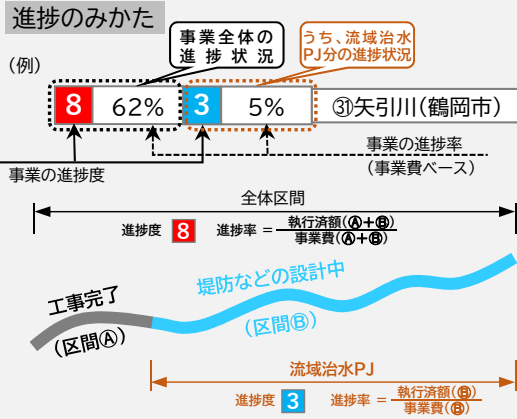 進捗のみかた
(例)
事業全体の
進捗状況
うち、流域治水
PJ分の進捗状況
8 62% 3 5% ㉛矢引川(鶴岡市)
事業の進捗率
(事業費ベース)
事業の進捗度
全体区間
進捗度 8 進捗率 = 執行済額(Ⓐ+Ⓑ)
事業費(Ⓐ+Ⓑ)
堤防などの設計中
(区間Ⓑ)
工事完了
(区間Ⓐ)
流域治水PJ
進捗度 3 進捗率 = 執行済額(Ⓑ)
事業費(Ⓑ)